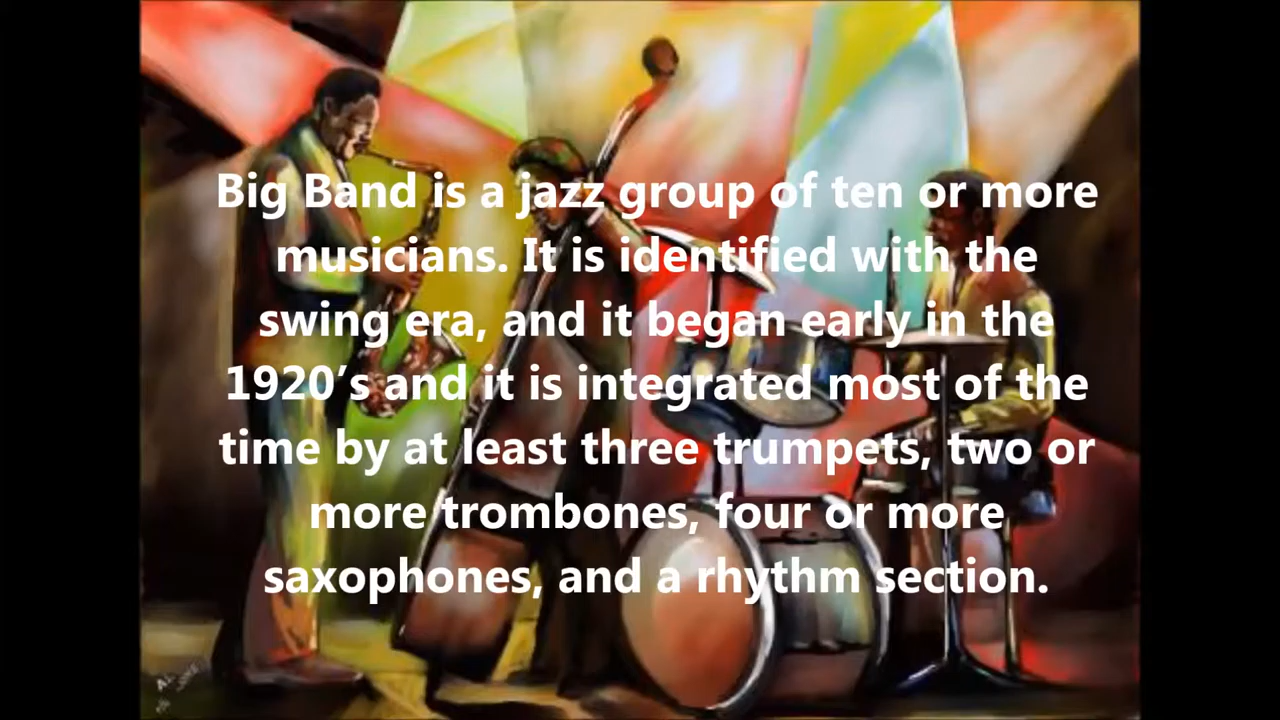 Big Band is a jazz group of ten or more
musicians. It is identified with the
swing era, and it began early in the
1920’s and it is integrated most of the
time by at least three trumpets, two or
more trombones, four or more
saxophones, and a rhythm section.